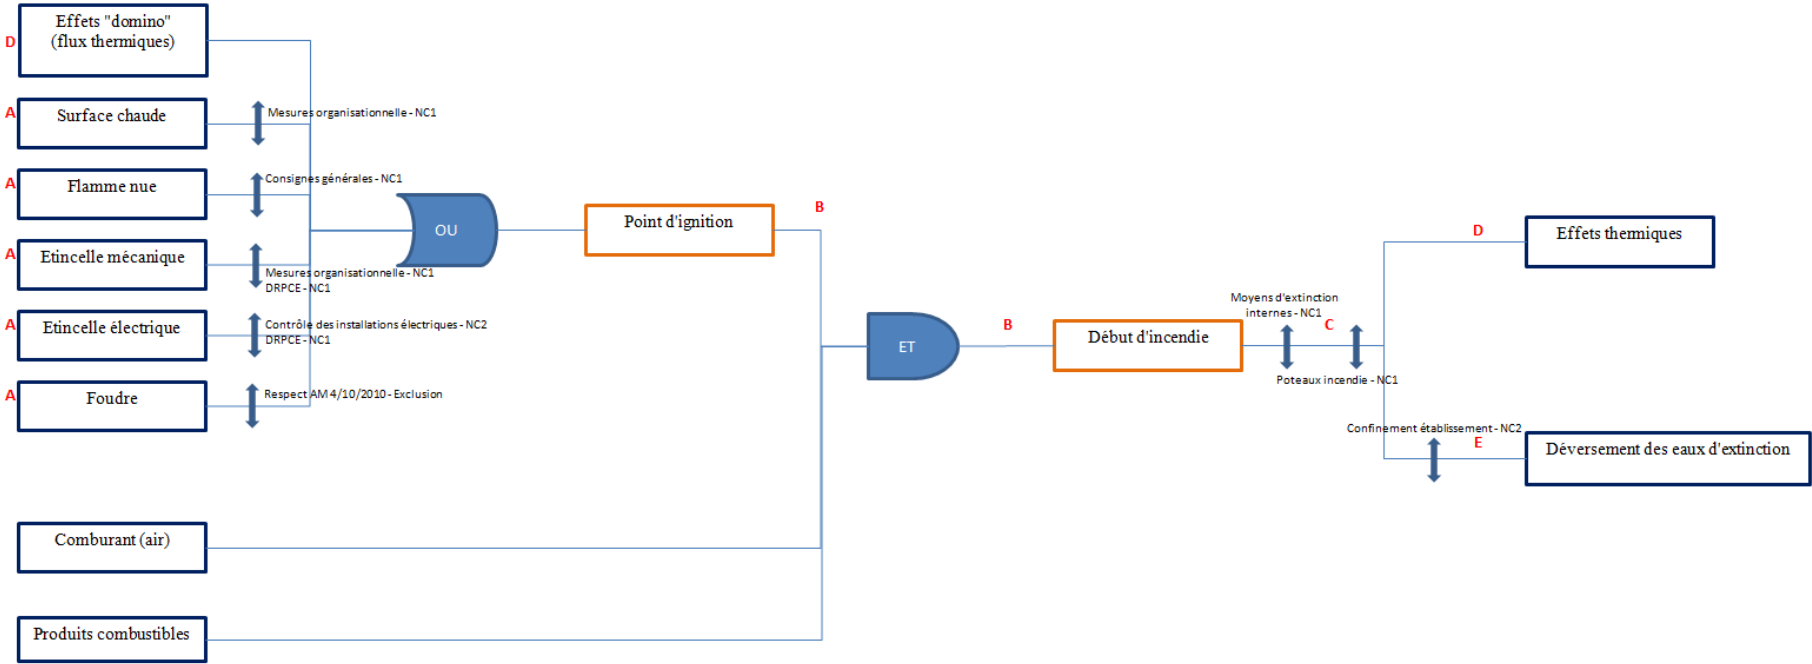 Effets "domino"
(flux thermiques)
D
A
Surface chaude
Mesures organisationnelle - NC1
A
Flamme nue
Consignes générales - NC1
A
Etincelle mécanique
Mesures organisationnelle - NC1
DRPCE - NC1
A
Etincelle électrique
Contrôle des installations électriques - NC2
DRPCE - NC1
A
Foudre
Respect AM 4/10/2010 - Exclusion
Comburant (air)
Produits combustibles
OU
Point d'ignition
B
ET
B
Début d'incendie
Moyens d'extinction
internes - NC1
C
Poteaux incendie - NC1
D
Effets thermiques
Confinement établissement - NC2
E
Déversement des eaux d'extinction